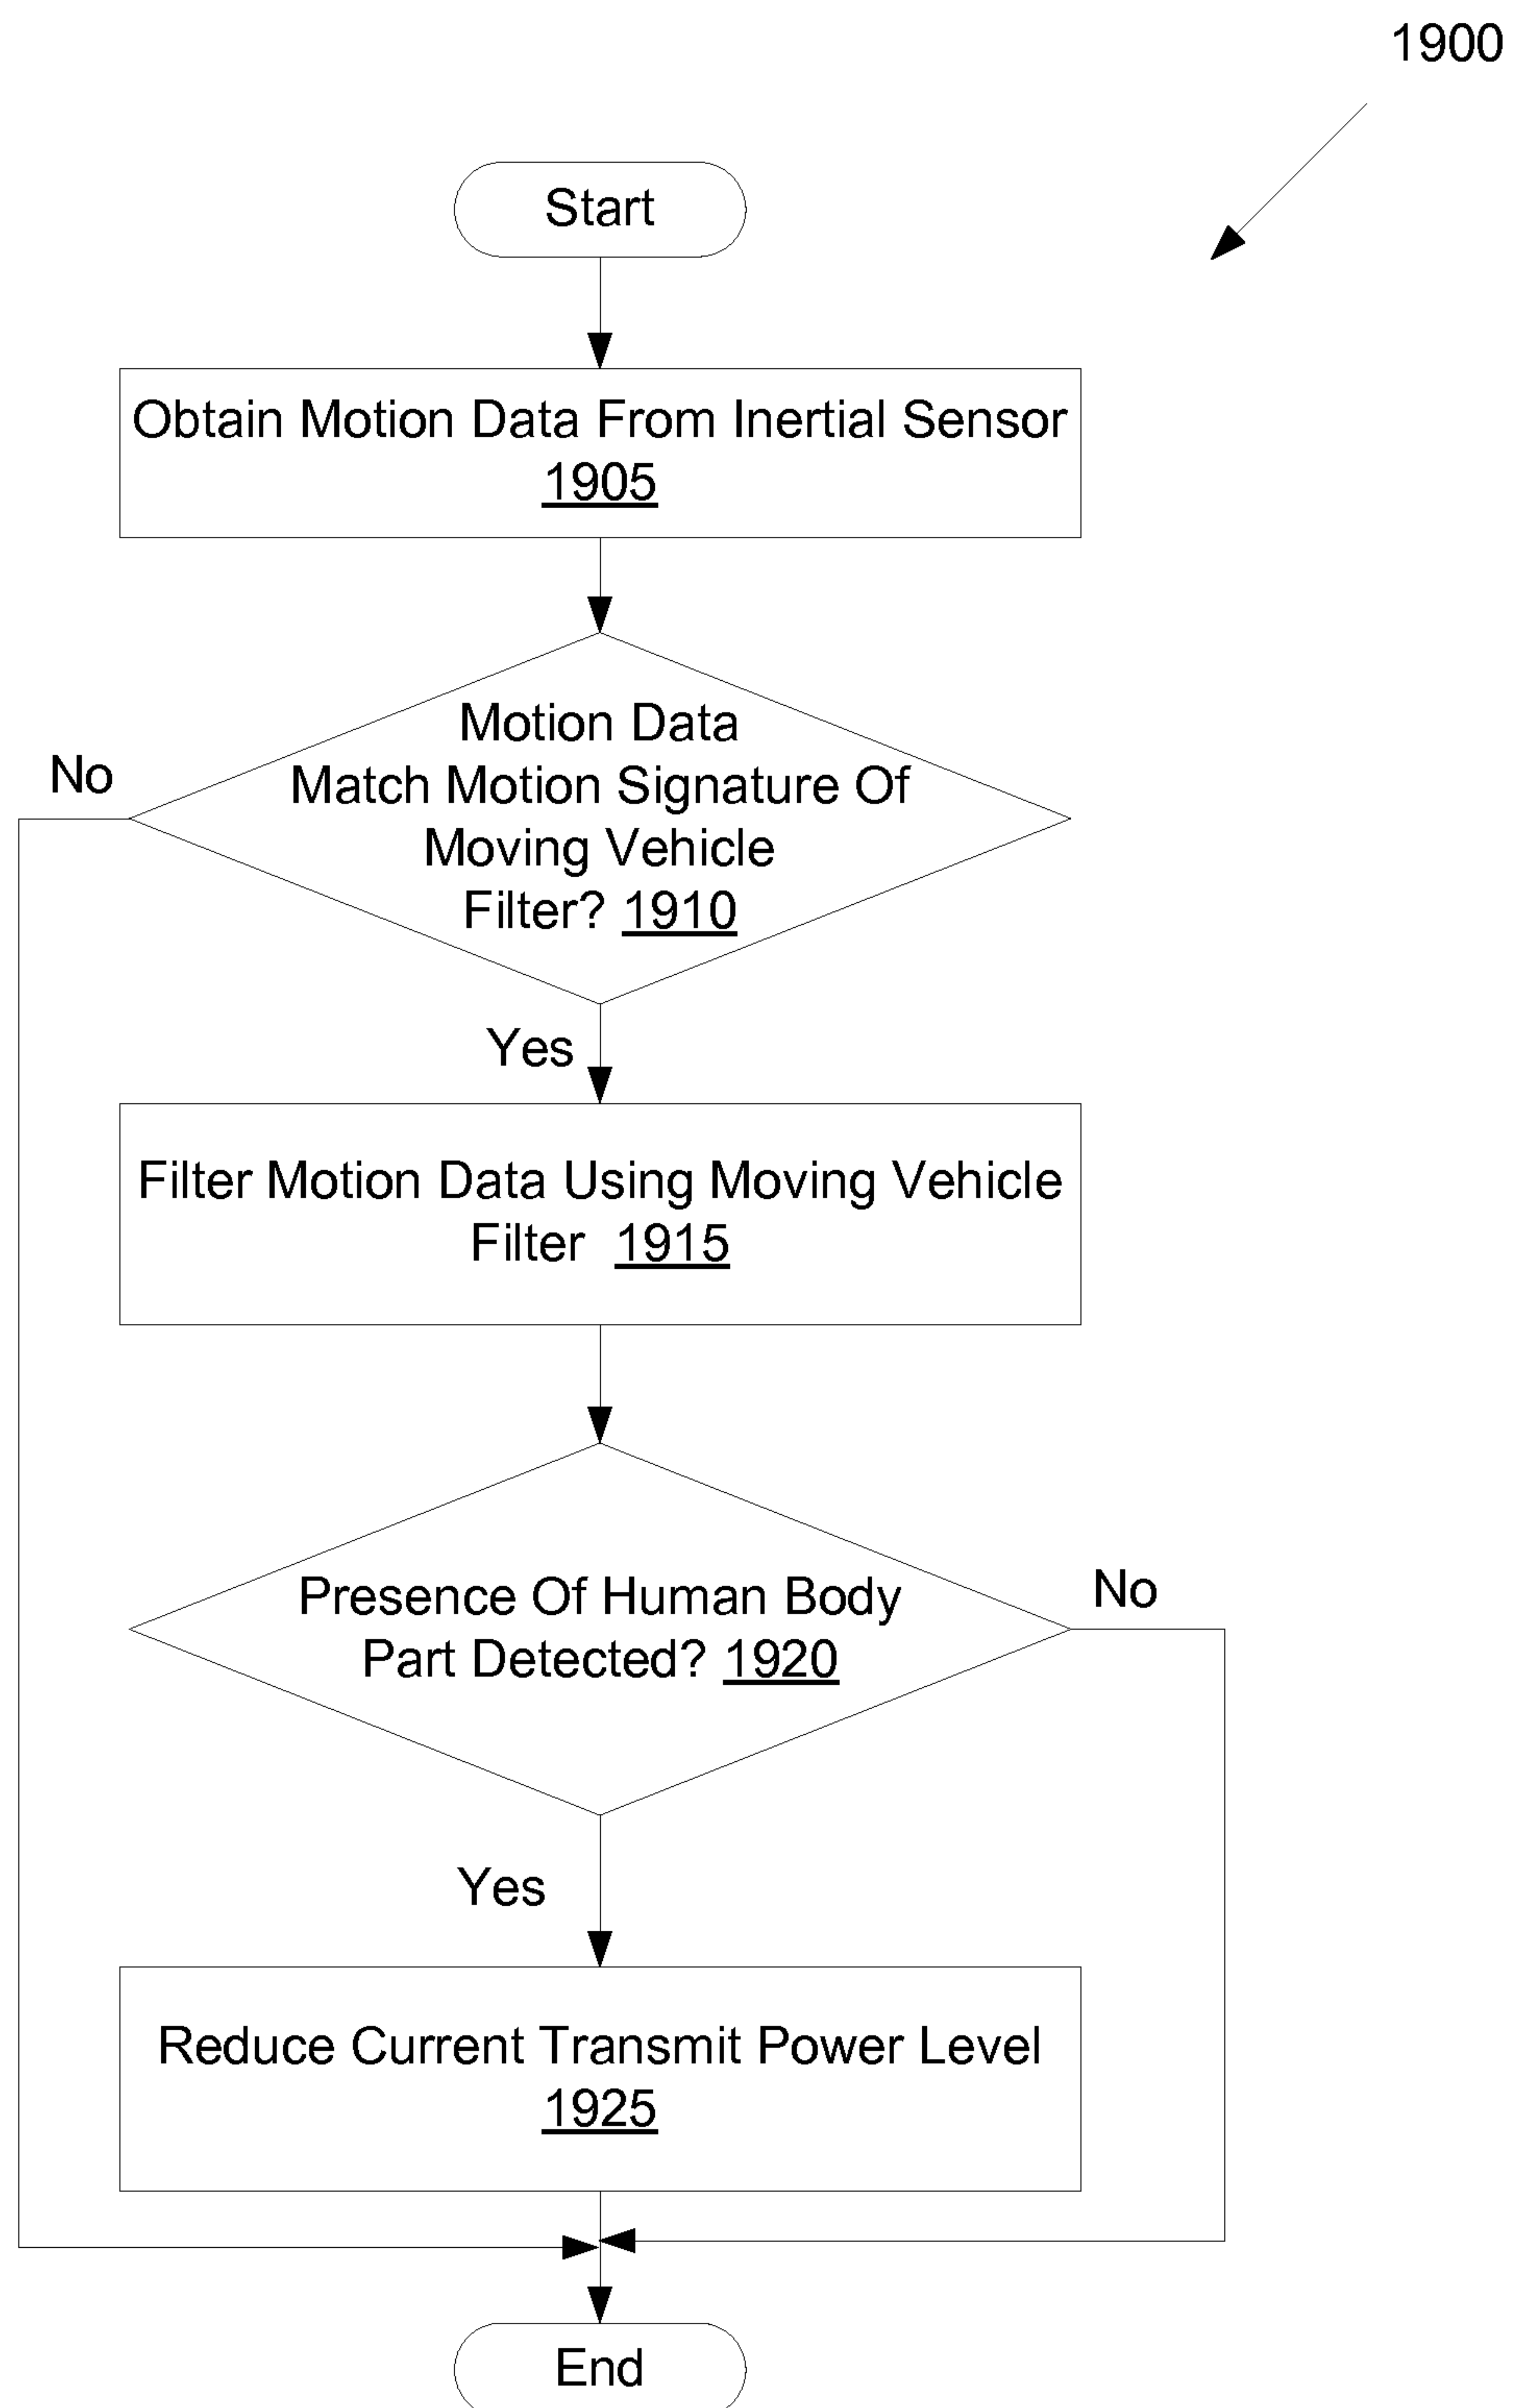 1900
Start
Obtain Motion Data From Inertial Sensor
1905
Motion Data
Match Motion Signature Of
Moving Vehicle
Filter? 1910
No
Yes
Filter Motion Data Using Moving Vehicle
Filter 1915
Presence Of Human Body
Part Detected? 1920
No
Yes
Reduce Current Transmit Power Level
1925
End